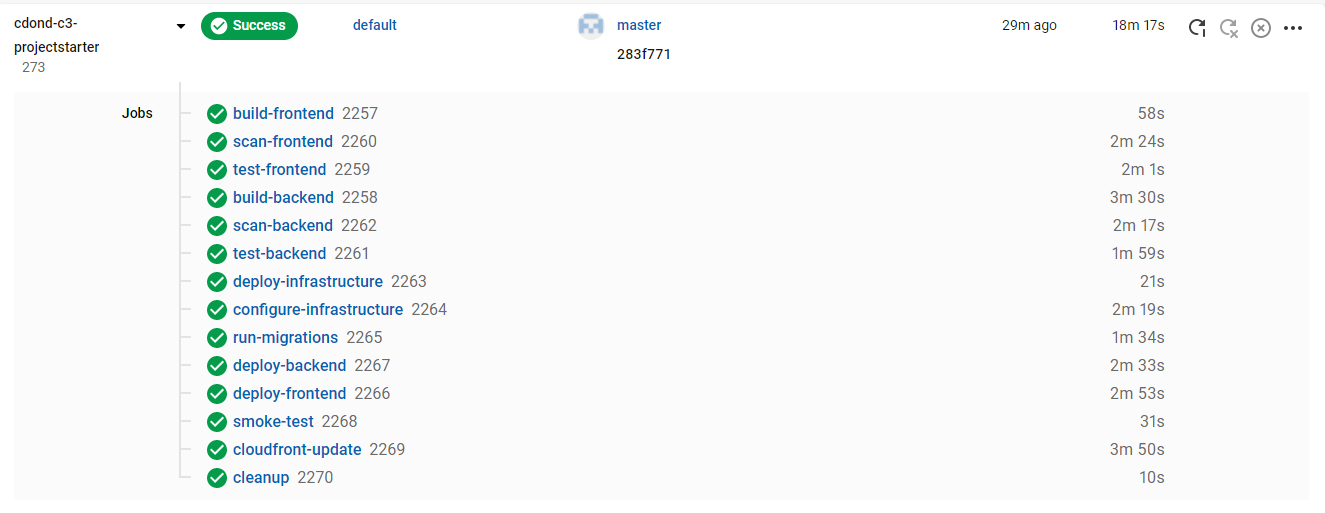 cdond-c3-
projectstarter
273
Success
default
master
283f771
29m ago
18m 17s
Jobs
build-frontend 2257 58s
scan-frontend 2260 2m 24s
test-frontend 2259 2m 1s
build-backend 2258 3m 30s
scan-backend 2262 2m 17s
test-backend 2261 1m 59s
deploy-infrastructure 2263 21s
configure-infrastructure 2264 2m 19s
run-migrations 2265 1m 34s
deploy-backend 2267 2m 33s
deploy-frontend 2266 2m 53s
smoke-test 2268 31s
cloudfront-update 2269 3m 50s
cleanup 2270 10s